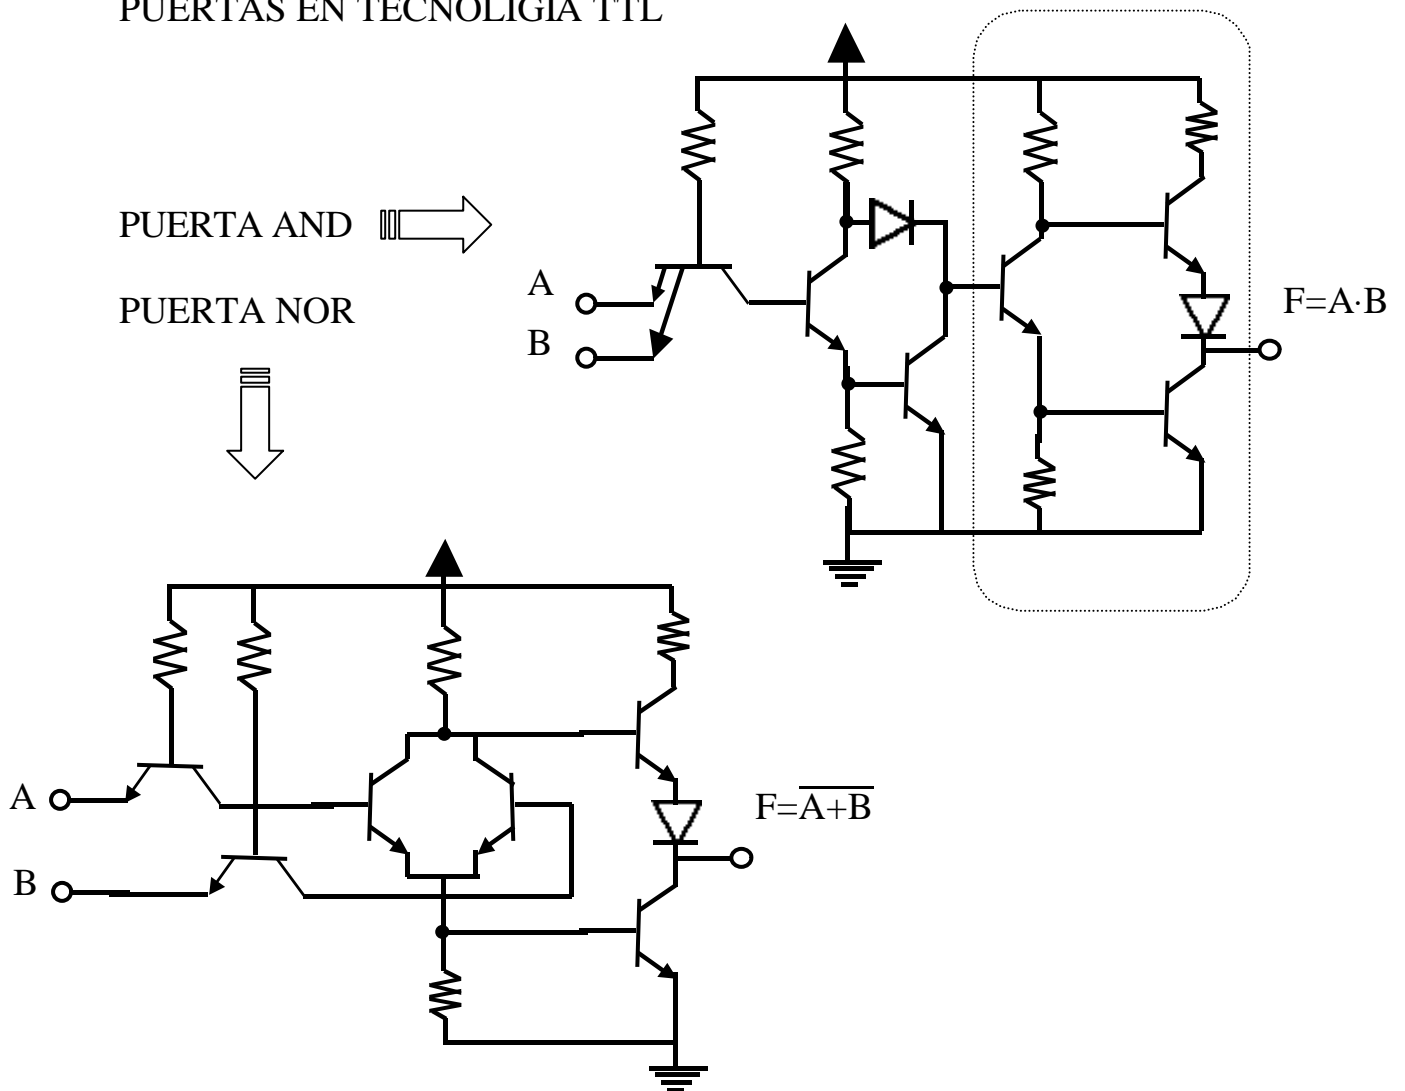 PUERTAS EN TECNOLIGIA TTL
PUERTA AND
A
B
F=A·B
PUERTA NOR
A
B
F=A̅+̅B̅